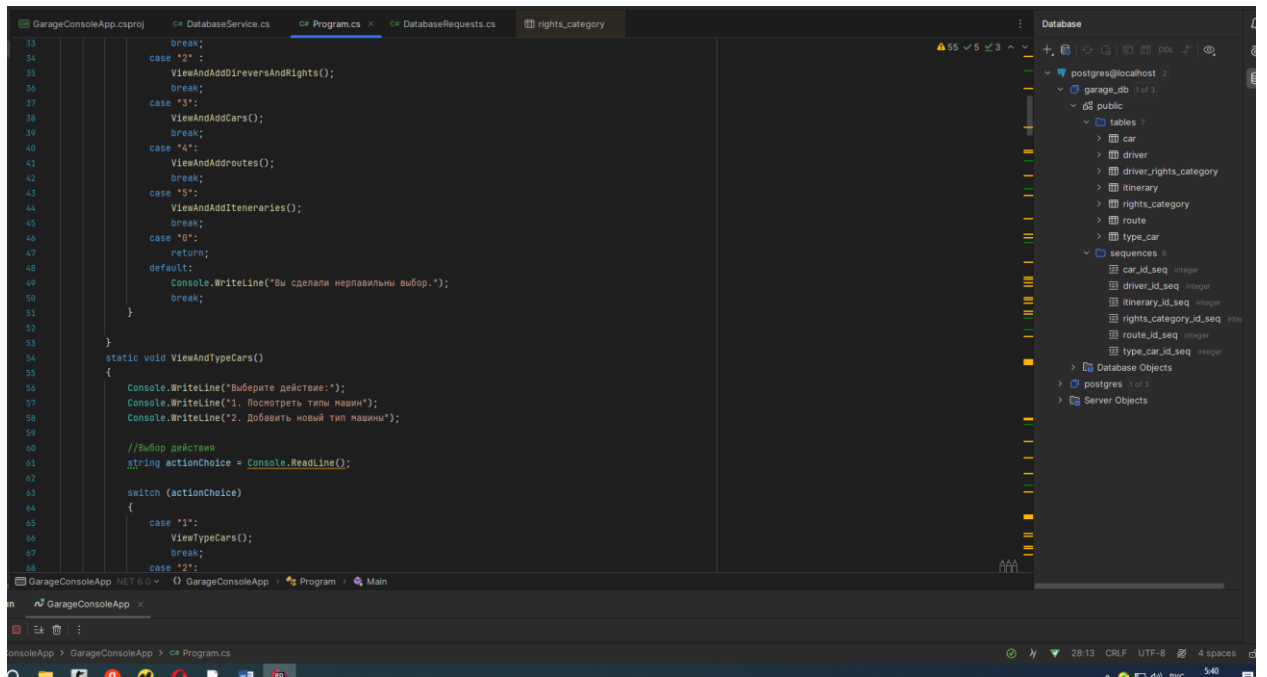 GarageConsoleApp.csproj C# DatabaseService.cs C# Program.cs × C# DatabaseRequests.cs rights_category Database
33 break; 55 5 3
34 case "2" :
35 ViewAndAddDireversAndRights();
36 break;
37 case "3":
38 ViewAndAddCars();
39 break;
40 case "4":
41 ViewAndAddroutes();
42 break;
43 case "5":
44 ViewAndAddIteneraries();
45 break;
46 case "0":
47 return;
48 default:
49 Console.WriteLine("Вы сделали нерпавильны выбор.");
50 break;
51 }
52
53 }
54 static void ViewAndTypeCars()
55 {
56 Console.WriteLine("Выберите действие:");
57 Console.WriteLine("1. Посмотреть типы машин");
58 Console.WriteLine("2. Добавить новый тип машины");
59
60 //Выбор действия
61 string actionChoice = Console.ReadLine();
62
63 switch (actionChoice)
64 {
65 case "1":
66 ViewTypeCars();
67 break;
68 case "2":
DDL
postgres@localhost 2
garage_db 1 of 3
public
tables 7
car
driver
driver_rights_category
itinerary
rights_category
route
type_car
sequences 6
car_id_seq integer
driver_id_seq integer
itinerary_id_seq integer
rights_category_id_seq
route_id_seq integer
type_car_id_seq integer
Database Objects
postgres 1 of 3
Server Objects
GarageConsoleApp .NET 6.0 GarageConsoleApp Program Main
GarageConsoleApp ×
GarageConsoleApp C# Program.cs 28:13 CRLF UTF-8 4 spaces
РУС 5:40